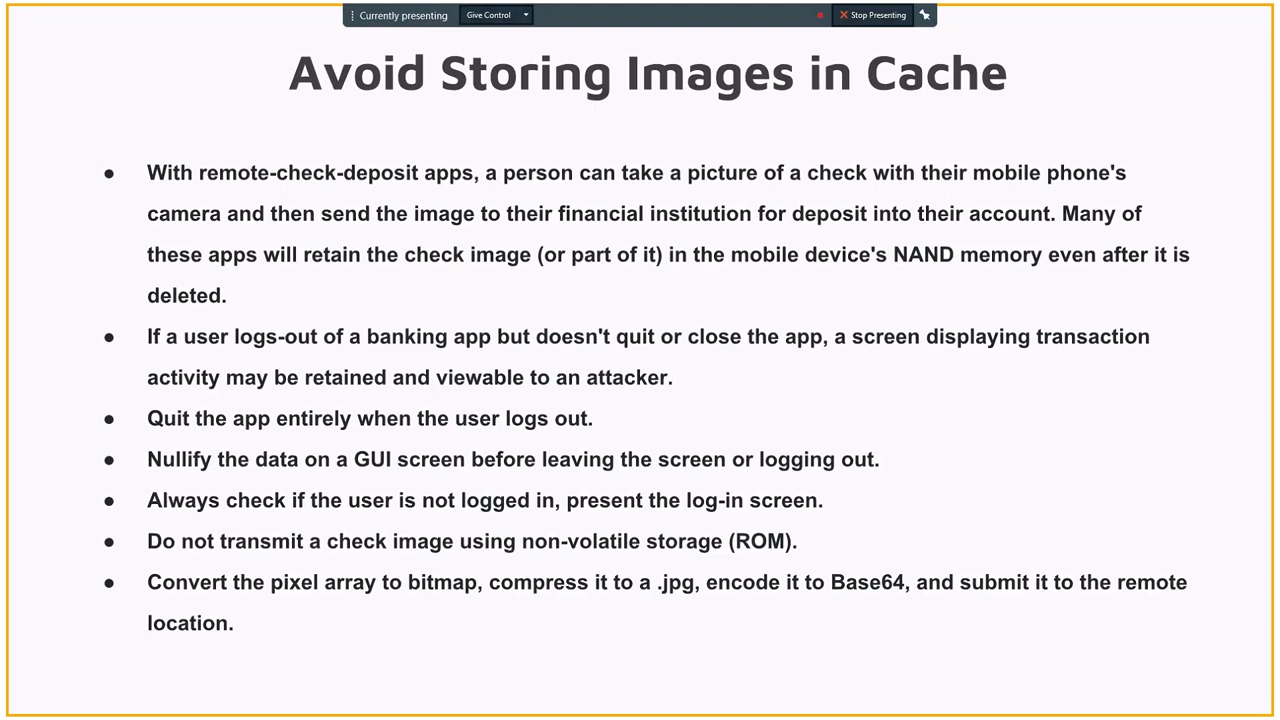 Currently presenting
Give Control
Stop Presenting
Avoid Storing Images in Cache
● With remote-check-deposit apps, a person can take a picture of a check with their mobile phone's
camera and then send the image to their financial institution for deposit into their account. Many of
these apps will retain the check image (or part of it) in the mobile device's NAND memory even after it is
deleted.
● If a user logs-out of a banking app but doesn't quit or close the app, a screen displaying transaction
activity may be retained and viewable to an attacker.
● Quit the app entirely when the user logs out.
● Nullify the data on a GUI screen before leaving the screen or logging out.
● Always check if the user is not logged in, present the log-in screen.
● Do not transmit a check image using non-volatile storage (ROM).
● Convert the pixel array to bitmap, compress it to a .jpg, encode it to Base64, and submit it to the remote
location.